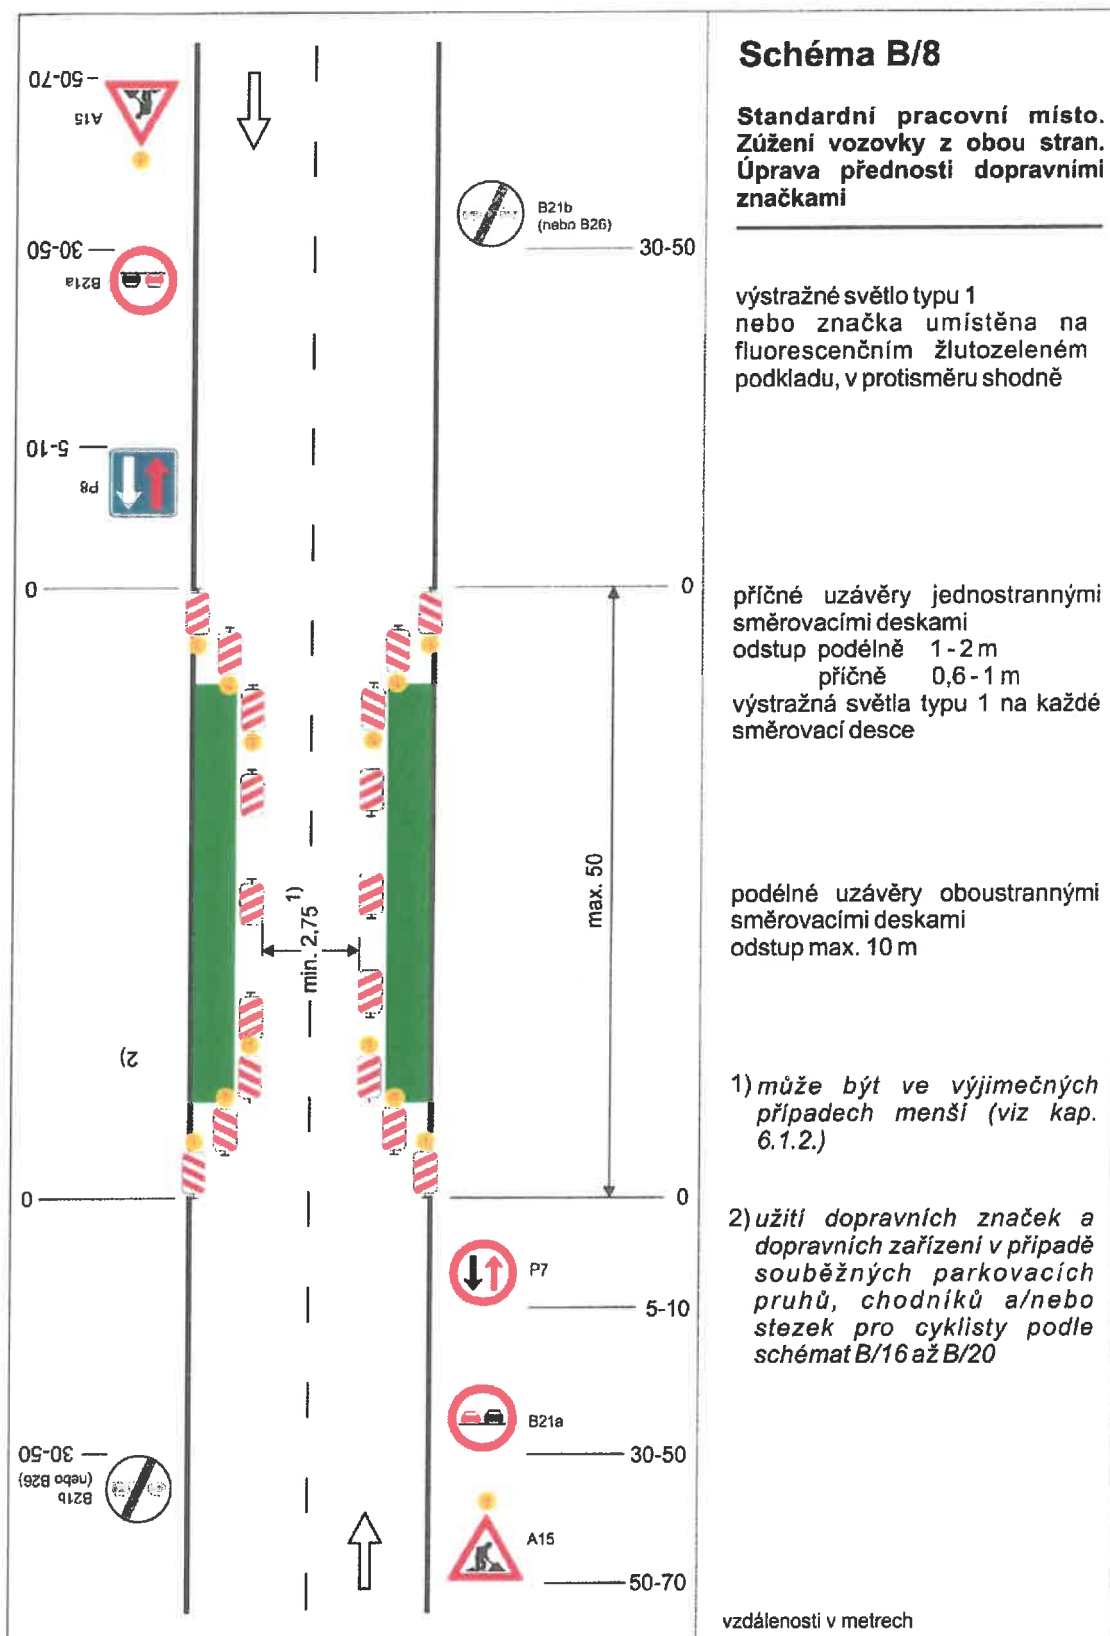 Schéma B/8
Standardní pracovní místo.
Zúžení vozovky z obou stran.
Úprava přednosti dopravními
značkami
výstražné světlo typu 1
nebo značka umístěna na
fluorescenčním žlutozeleném
podkladu, v protisměru shodně
příčné uzávěry jednostrannými
směrovacími deskami
odstup podélně 1-2 m
příčně 0,6-1 m
výstražná světla typu 1 na každé
směrovací desce
podélné uzávěry oboustrannými
směrovacími deskami
odstup max. 10 m
1) může být ve výjimečných
případech menší (viz kap.
6.1.2.)
2) užití dopravních značek a
dopravních zařízení v případě
souběžných parkovacích
pruhů, chodníků a/nebo
stezek pro cyklisty podle
schémat B/16 až B/20
vzdálenosti v metrech
50-70
A15
30-50
B21a
5-10
P8
0
2)
0
30-50
B21b
(nebo B26)
B21b
(nebo B26)
30-50
0
max. 50
min. 2,75 1)
0
P7
5-10
B21a
30-50
A15
50-70